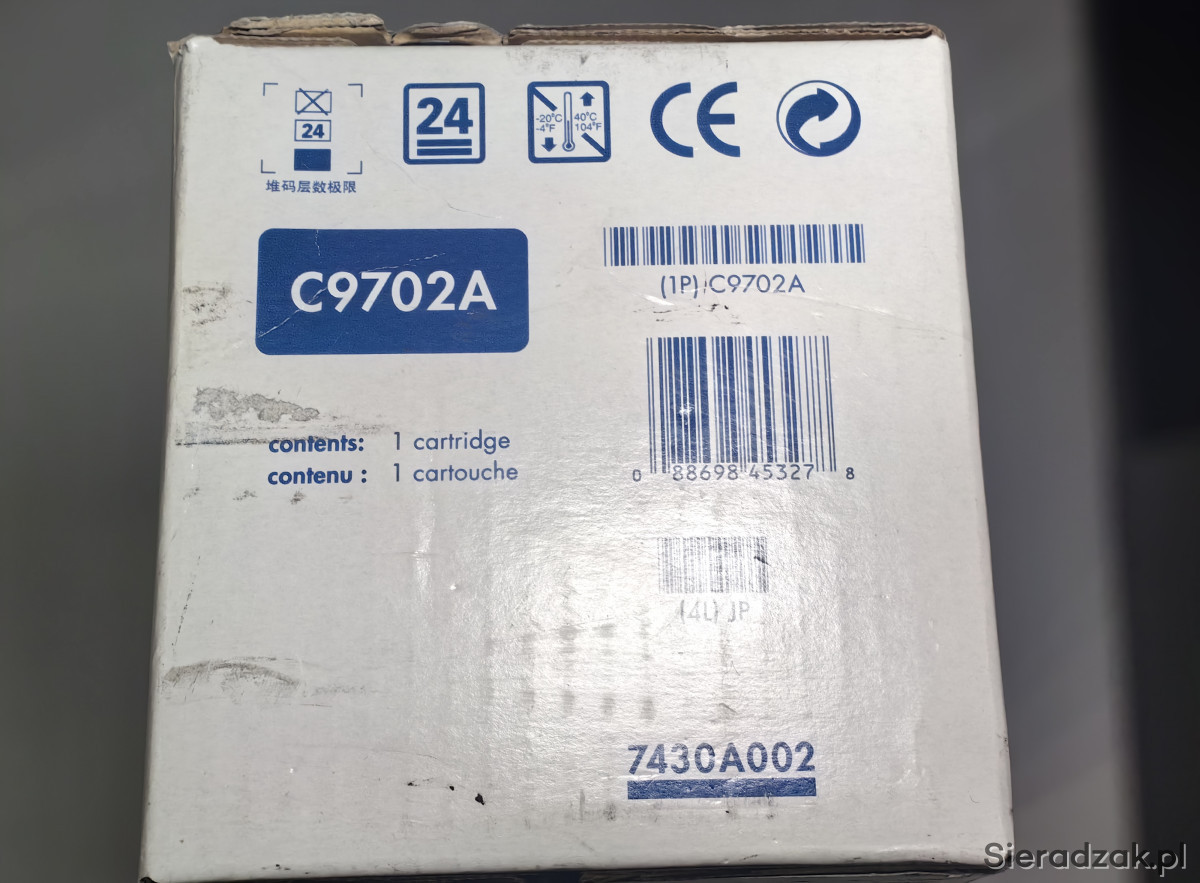 24
堆码层数极限
24
-20°C
-4°F
40°C
104°F
CE
C9702A
(1P) C9702A
contents: 1 cartridge
contenu : 1 cartouche
0 88698 45327 8
(4L) JP
7430A002
Sieradzak.pl